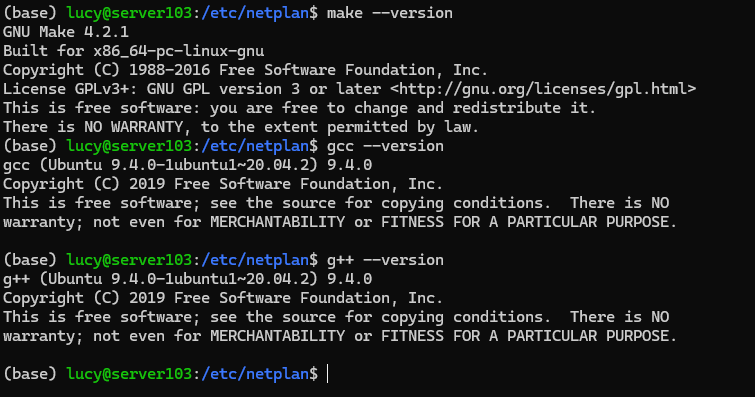 (base) lucy@server103:/etc/netplan$ make --version
GNU Make 4.2.1
Built for x86_64-pc-linux-gnu
Copyright (C) 1988-2016 Free Software Foundation, Inc.
License GPLv3+: GNU GPL version 3 or later <http://gnu.org/licenses/gpl.html>
This is free software: you are free to change and redistribute it.
There is NO WARRANTY, to the extent permitted by law.
(base) lucy@server103:/etc/netplan$ gcc --version
gcc (Ubuntu 9.4.0-1ubuntu1~20.04.2) 9.4.0
Copyright (C) 2019 Free Software Foundation, Inc.
This is free software; see the source for copying conditions.  There is NO
warranty; not even for MERCHANTABILITY or FITNESS FOR A PARTICULAR PURPOSE.

(base) lucy@server103:/etc/netplan$ g++ --version
g++ (Ubuntu 9.4.0-1ubuntu1~20.04.2) 9.4.0
Copyright (C) 2019 Free Software Foundation, Inc.
This is free software; see the source for copying conditions.  There is NO
warranty; not even for MERCHANTABILITY or FITNESS FOR A PARTICULAR PURPOSE.

(base) lucy@server103:/etc/netplan$